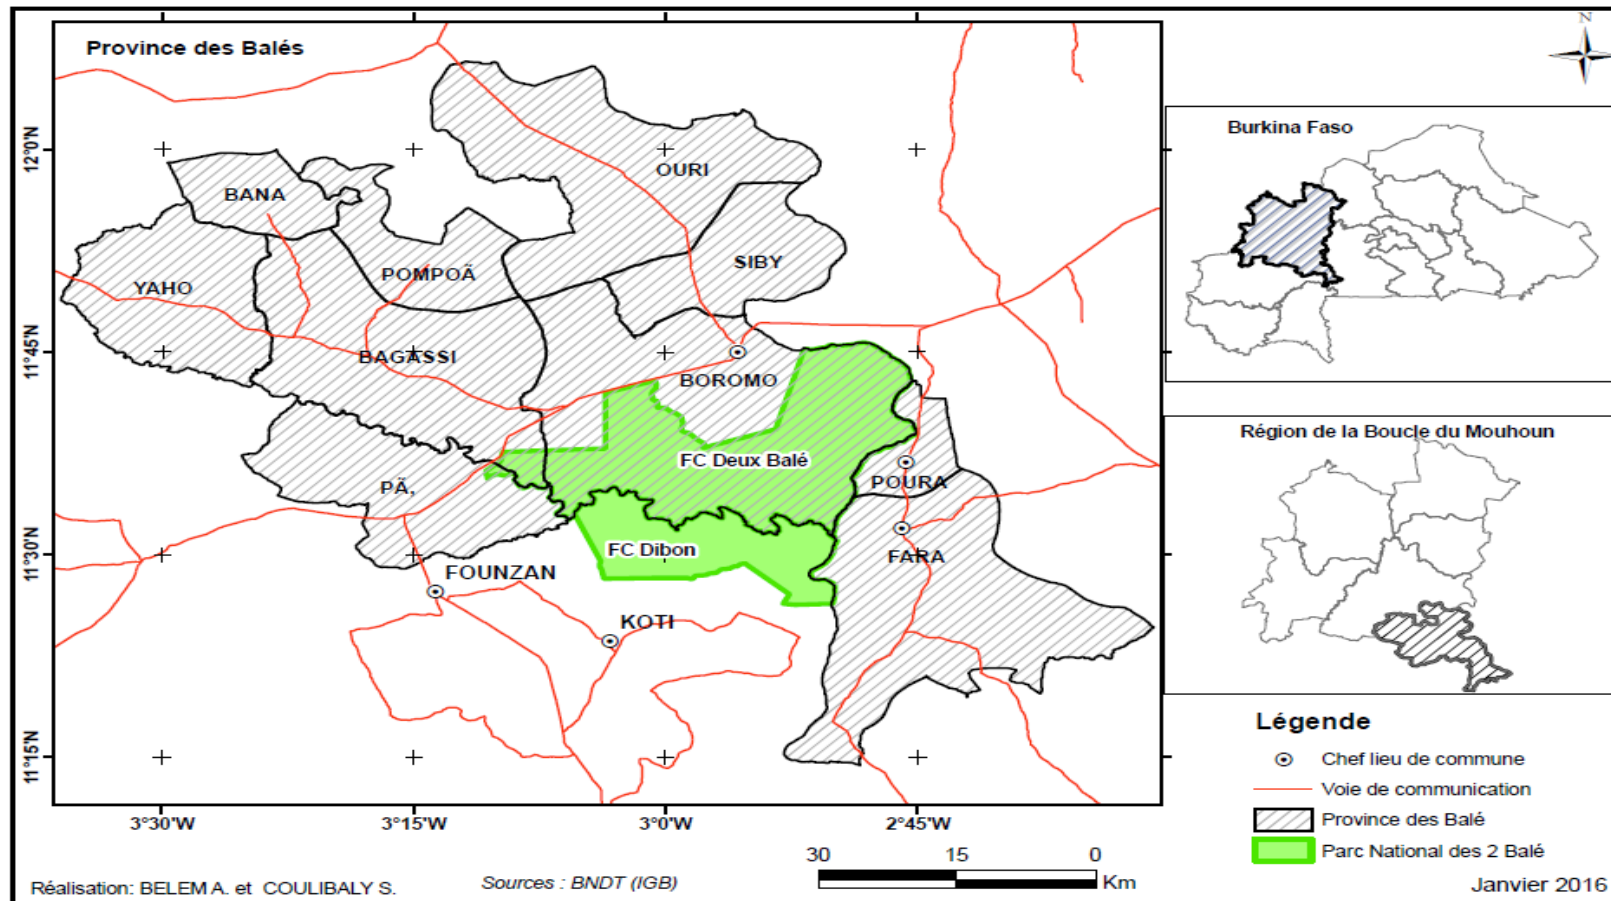 Province des Balés
N
Burkina Faso
12°0'N
OURI
BANA
SIBY
POMPOÃ
YAHO
11°45'N
BAGASSI
BOROMO
Région de la Boucle du Mouhoun
FC Deux Balé
POURA
PÃ,
11°30'N
FC Dibon
FARA
FOUNZAN
KOTI
11°15'N
3°30'W
3°15'W
3°0'W
2°45'W
Légende
Chef lieu de commune
Voie de communication
Province des Balé
Parc National des 2 Balé
30 15 0
Km
Réalisation: BELEM A. et COULIBALY S.
Sources : BNDT (IGB)
Janvier 2016